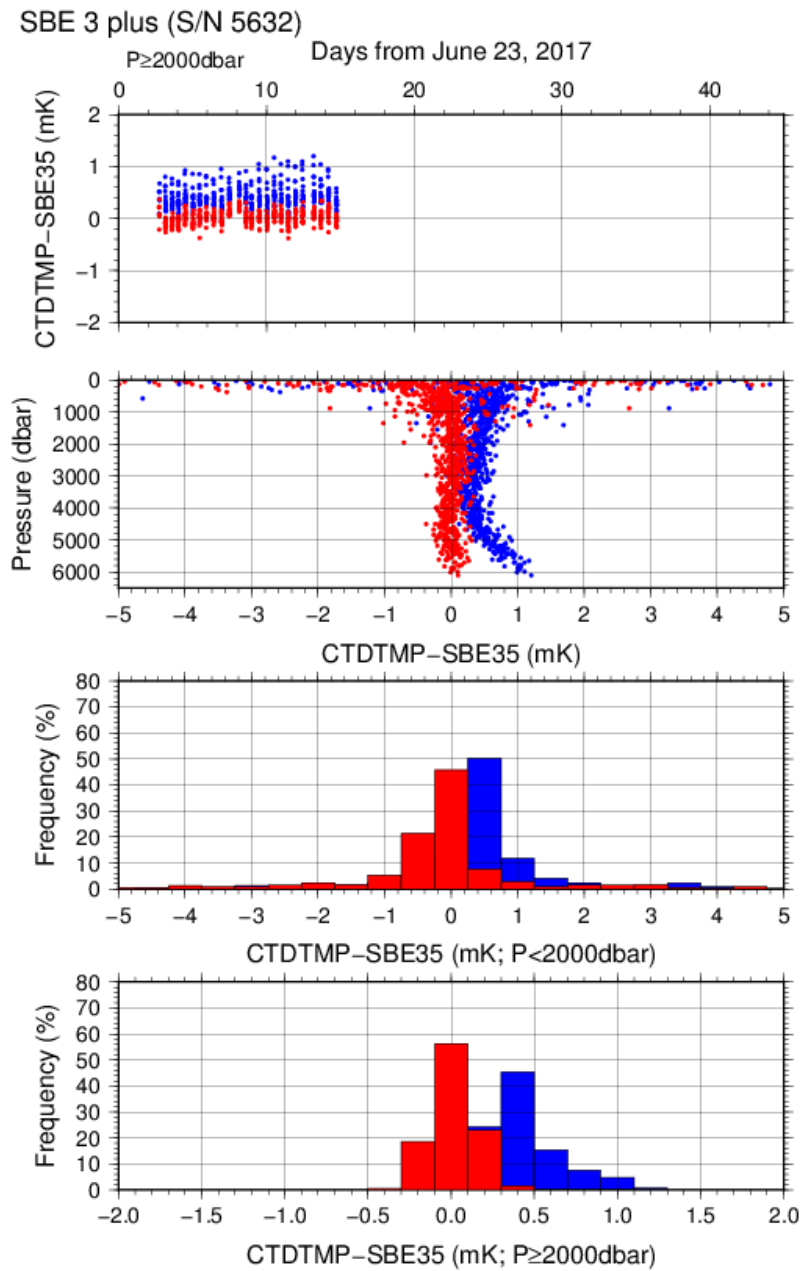 SBE 3 plus (S/N 5632)
P≥2000dbar
Days from June 23, 2017
0 10 20 30 40
CTDTMP−SBE35 (mK)
2
1
0
−1
−2
Pressure (dbar)
0
1000
2000
3000
4000
5000
6000
−5 −4 −3 −2 −1 0 1 2 3 4 5
CTDTMP−SBE35 (mK)
Frequency (%)
80
70
60
50
40
30
20
10
0
−5 −4 −3 −2 −1 0 1 2 3 4 5
CTDTMP−SBE35 (mK; P<2000dbar)
Frequency (%)
80
70
60
50
40
30
20
10
0
−2.0 −1.5 −1.0 −0.5 0.0 0.5 1.0 1.5 2.0
CTDTMP−SBE35 (mK; P≥2000dbar)